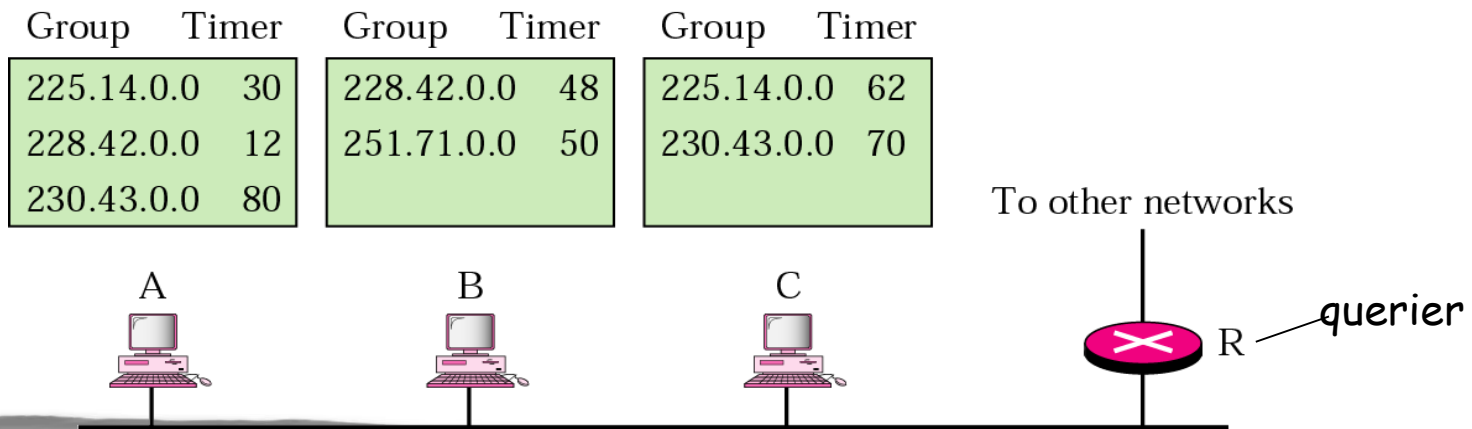 Group Timer
225.14.0.0 30
228.42.0.0 12
230.43.0.0 80
Group Timer
228.42.0.0 48
251.71.0.0 50
Group Timer
225.14.0.0 62
230.43.0.0 70
To other networks
A
B
C
R
querier